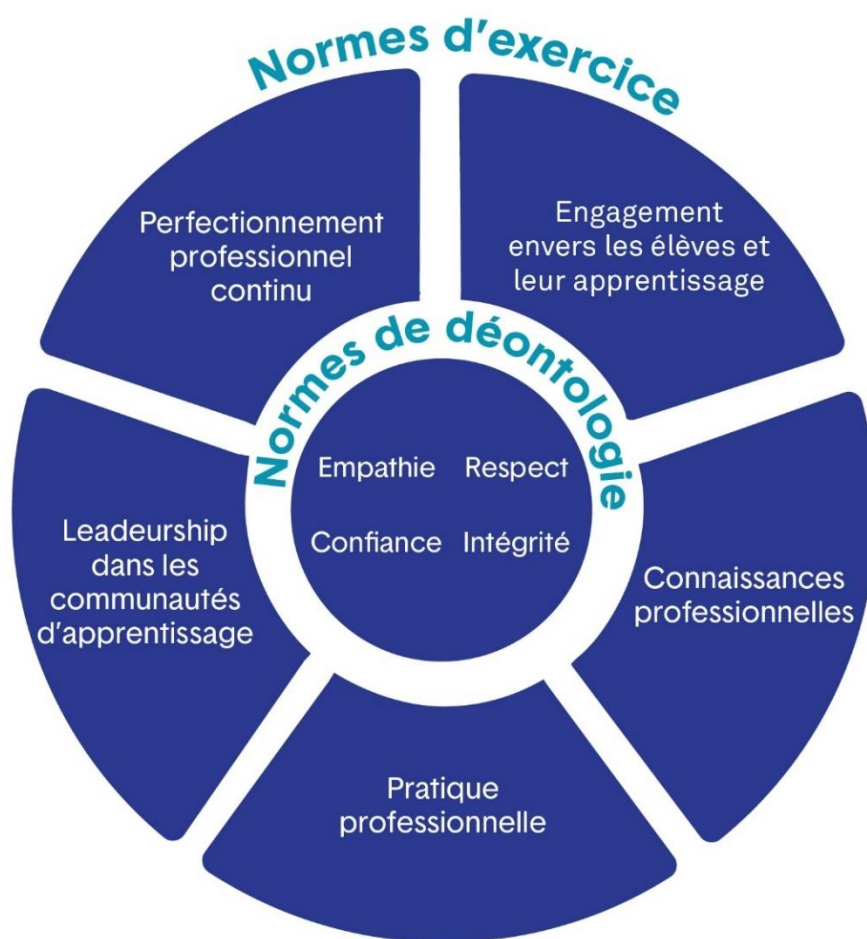 Normes d'exercice
Perfectionnement
professionnel
continu
Engagement
envers les élèves et
leur apprentissage
Normes de déontologie
Empathie Respect
Confiance Intégrité
Leadeurship
dans les
communautés
d'apprentissage
Connaissances
professionnelles
Pratique
professionnelle